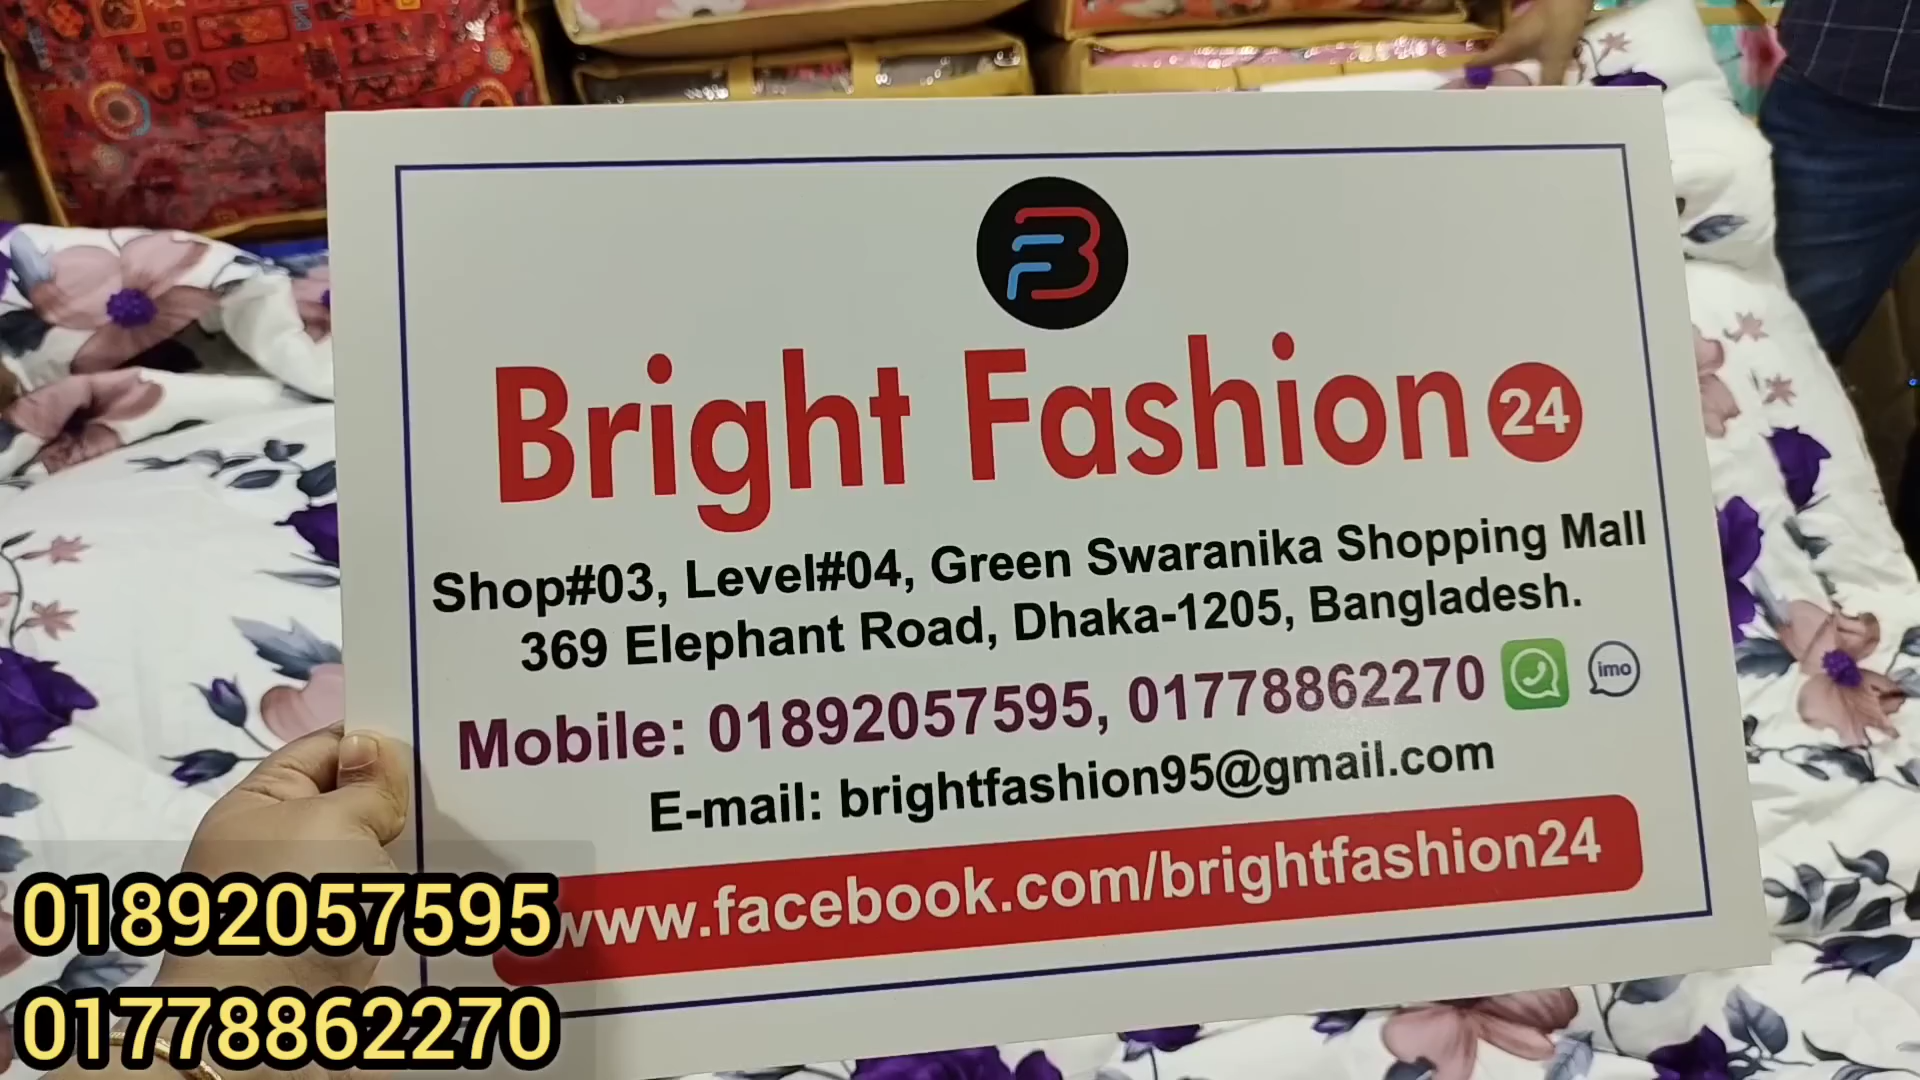 FB
Bright Fashion 24
Shop#03, Level#04, Green Swaranika Shopping Mall
369 Elephant Road, Dhaka-1205, Bangladesh.
Mobile: 01892057595, 01778862270 imo
E-mail: brightfashion95@gmail.com
www.facebook.com/brightfashion24
01892057595
01778862270